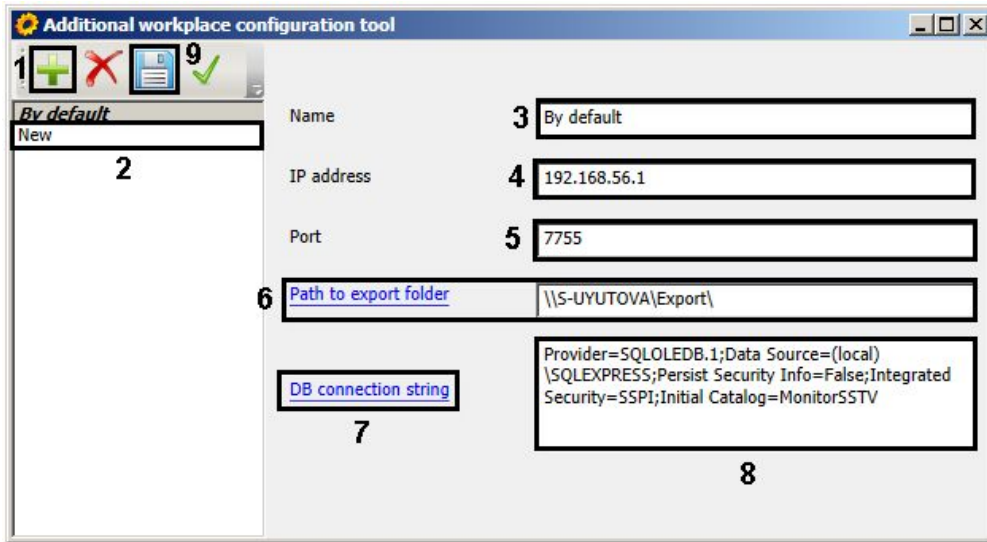 Additional workplace configuration tool
1
9
By default
New
2
Name
3
By default
IP address
4
192.168.56.1
Port
5
7755
6
Path to export folder
\\S-UYUTOVA\Export\
DB connection string
7
Provider=SQLOLEDB.1;Data Source=(local)
\SQLEXPRESS;Persist Security Info=False;Integrated
Security=SSPI;Initial Catalog=MonitorSSTV
8